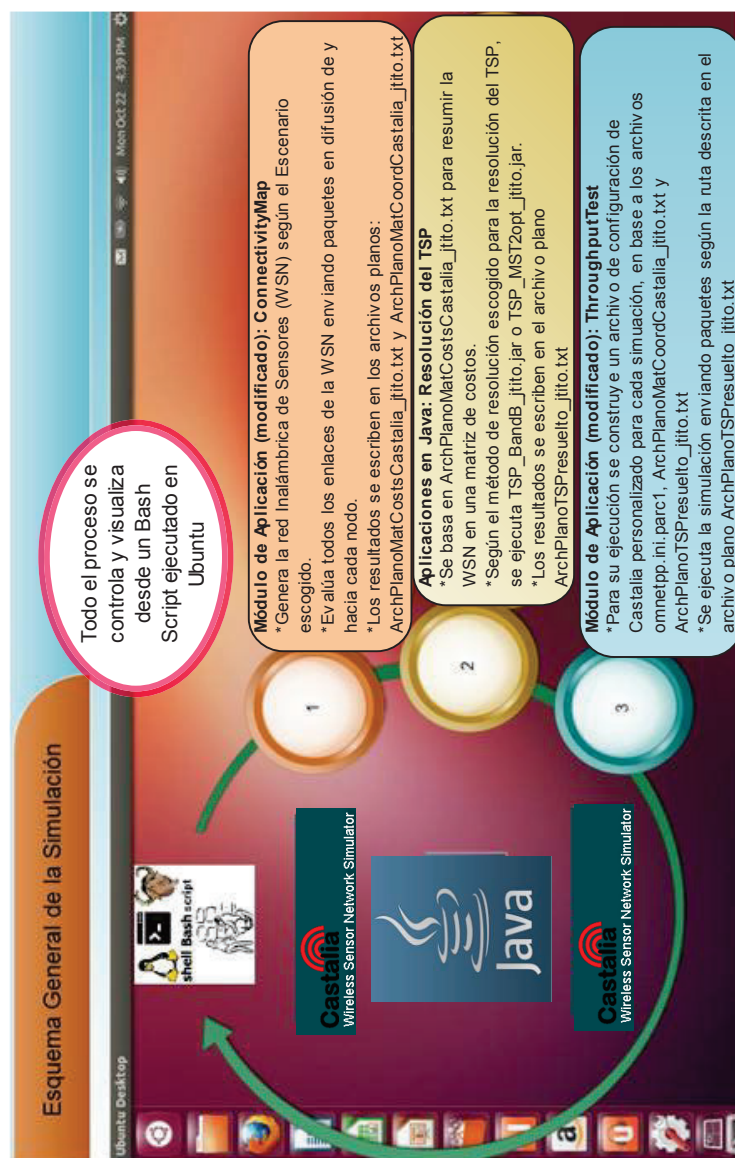 Esquema General de la Simulación
Ubuntu Desktop
Mon Oct 22 4:39 PM
Todo el proceso se
controla y visualiza
desde un Bash
Script ejecutado en
Ubuntu
shell Bash script
Castalia
Wireless Sensor Network Simulator
Java
Castalia
Wireless Sensor Network Simulator
1
Módulo de Aplicación (modificado): ConnectivityMap
*Genera la red Inalámbrica de Sensores (WSN) según el Escenario
escogido.
*Evalúa todos los enlaces de la WSN enviando paquetes en difusión de y
hacia cada nodo.
*Los resultados se escriben en los archivos planos:
ArchPlanoMatCostsCastalia_jtito.txt y ArchPlanoMatCoordCastalia_jtito.txt
2
Aplicaciones en Java: Resolución del TSP
*Se basa en ArchPlanoMatCostsCastalia_jtito.txt para resumir la
WSN en una matriz de costos.
*Según el método de resolución escogido para la resolución del TSP,
se ejecuta TSP_BandB_jtito.jar o TSP_MST2opt_jtito.jar.
*Los resultados se escriben en el archivo plano
ArchPlanoTSPresuelto_jtito.txt
3
Módulo de Aplicación (modificado): ThroughputTest
*Para su ejecución se construye un archivo de configuración de
Castalia personalizado para cada simuación, en base a los archivos
omnetpp.ini.parc1, ArchPlanoMatCoordCastalia_jtito.txt y
ArchPlanoTSPresuelto_jtito.txt
*Se ejecuta la simulación enviando paquetes según la ruta descrita en el
archivo plano ArchPlanoTSPresuelto_jtito.txt